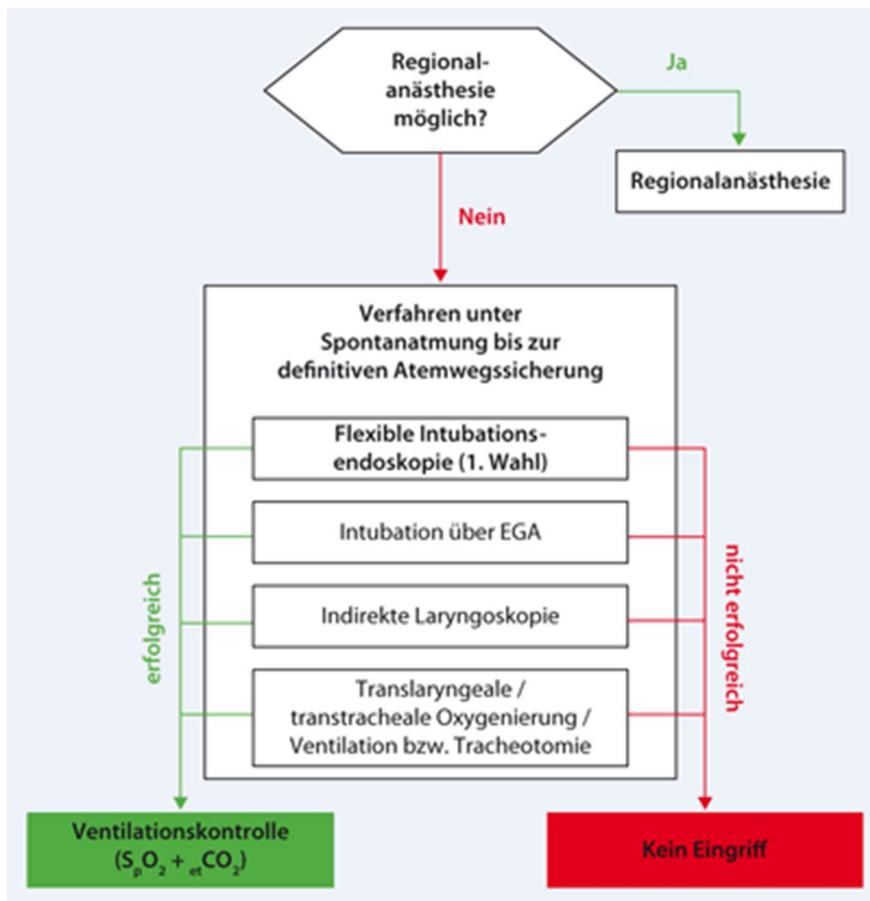 Regional-
anästhesie
möglich?
Ja
Regionalanästhesie
Nein
Verfahren unter
Spontanatmung bis zur
definitiven Atemwegssicherung
Flexible Intubations-
endoskopie (1. Wahl)
Intubation über EGA
Indirekte Laryngoskopie
Translaryngeale /
transtracheale Oxygenierung /
Ventilation bzw. Tracheotomie
erfolgreich
nicht erfolgreich
Ventilationskontrolle
(SpO2 + etCO2)
Kein Eingriff